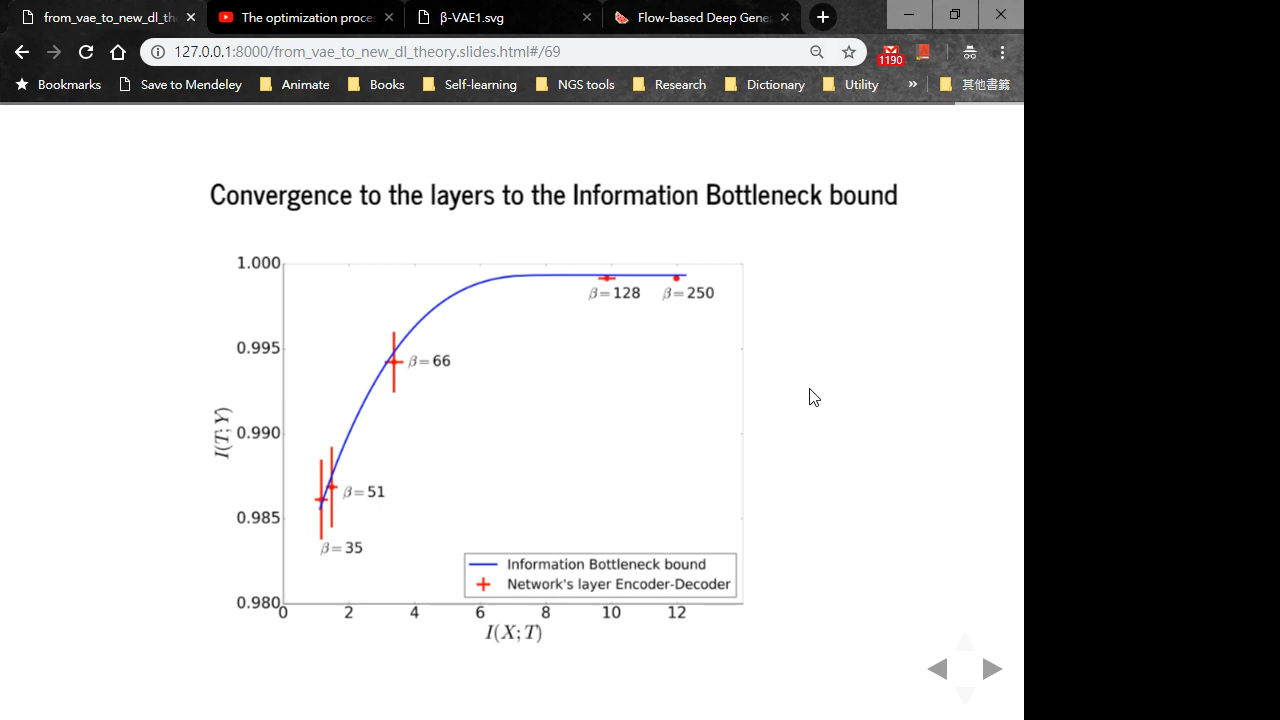 from_vae_to_new_dl_th
The optimization proce
β-VAE1.svg
Flow-based Deep Gene
127.0.0.1:8000/from_vae_to_new_dl_theory.slides.html#/69
1190
Bookmarks Save to Mendeley Animate Books Self-learning NGS tools Research Dictionary Utility » 其他書籤
Convergence to the layers to the Information Bottleneck bound
1.000
β=128 β=250
0.995
β=66
0.990
I(T;Y)
β=51
0.985
β=35
Information Bottleneck bound
Network's layer Encoder-Decoder
0.980
0 2 4 6 8 10 12
I(X;T)